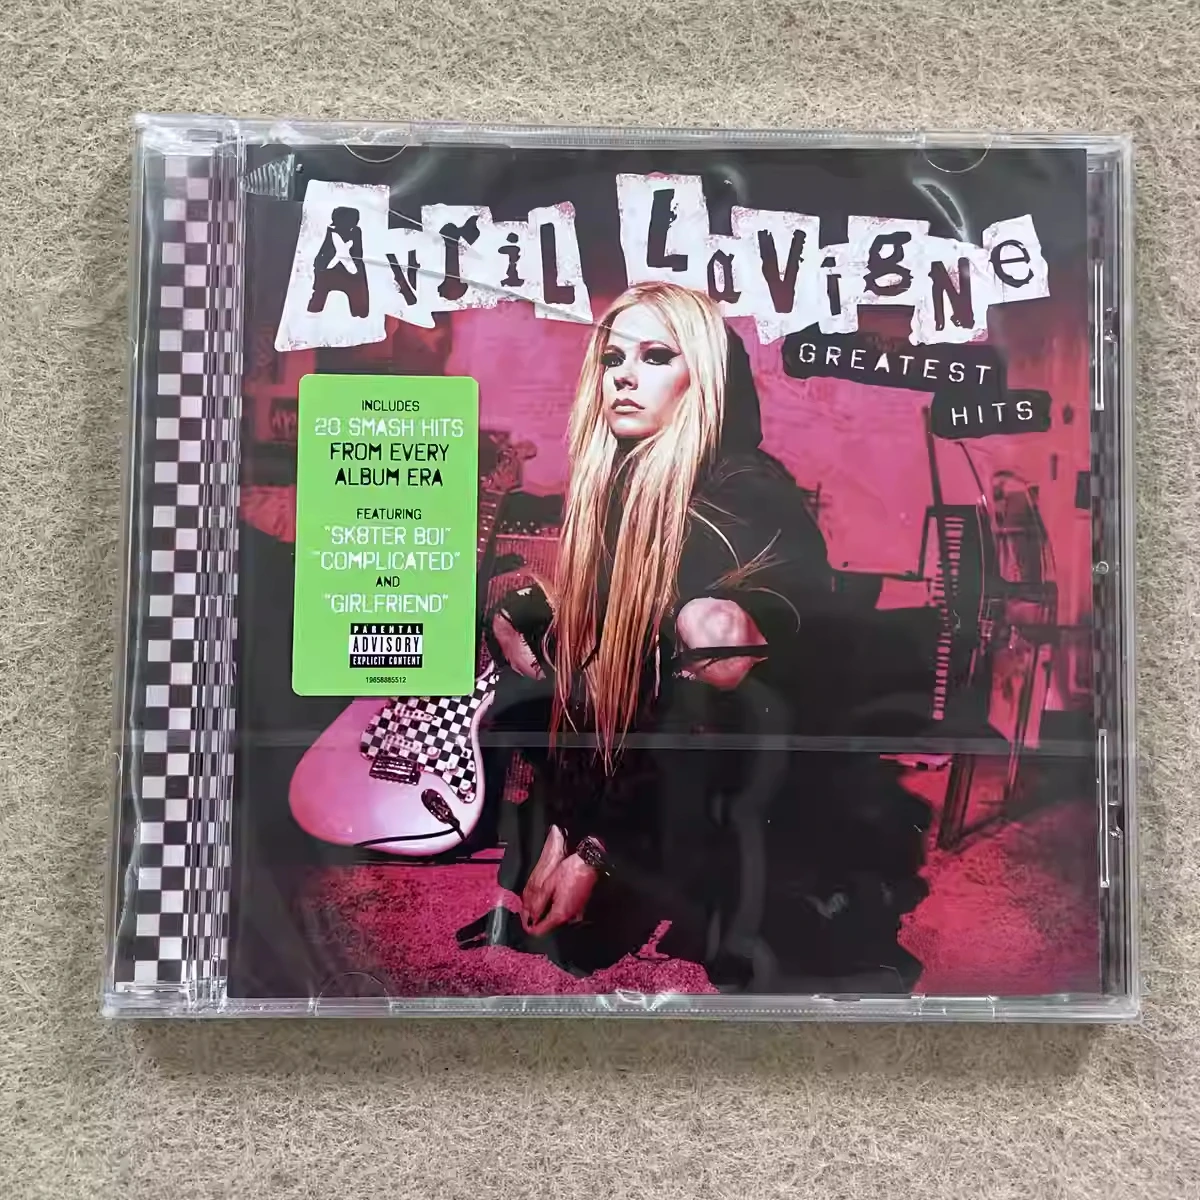 Avril Lavigne
GREATEST
HITS
INCLUDES
20 SMASH HITS
FROM EVERY
ALBUM ERA
FEATURING
"SK8TER BOI"
"COMPLICATED"
AND
"GIRLFRIEND"
PARENTAL
ADVISORY
EXPLICIT CONTENT
19658885512